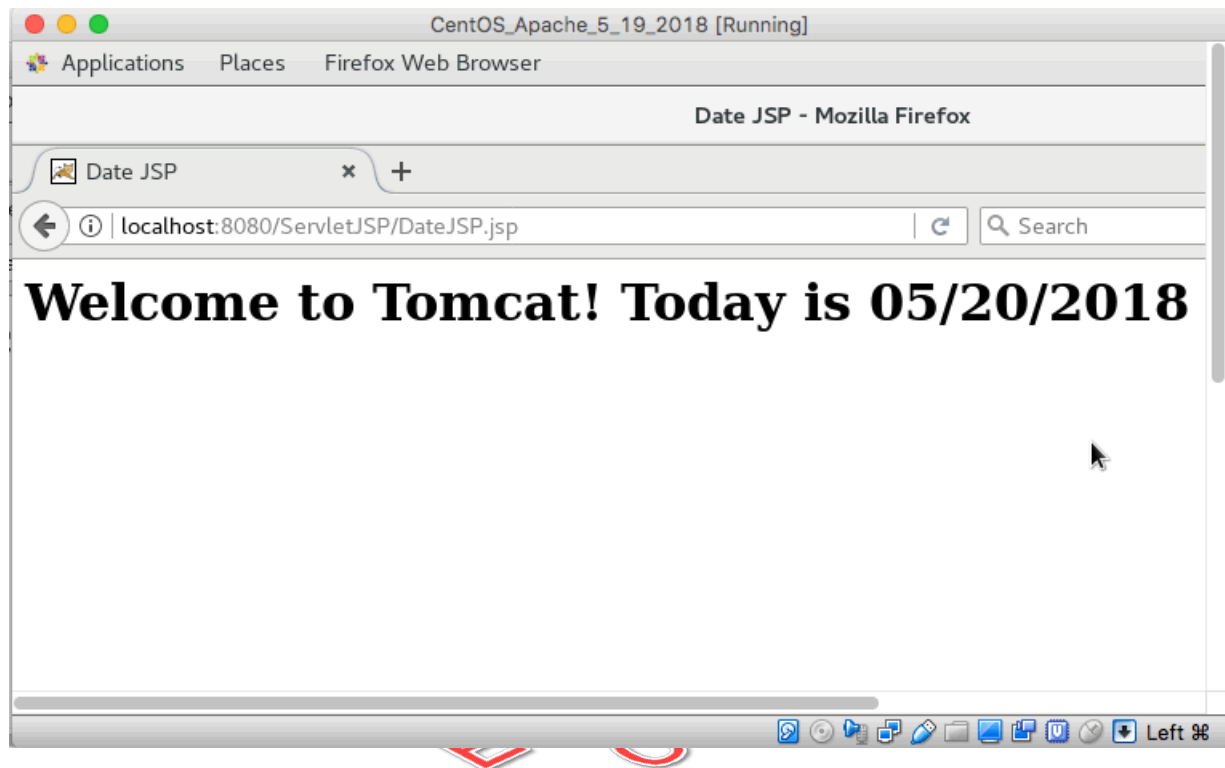 CentOS_Apache_5_19_2018 [Running]
Applications Places Firefox Web Browser
Date JSP - Mozilla Firefox
Date JSP
localhost:8080/ServletJSP/DateJSP.jsp
Search
Welcome to Tomcat! Today is 05/20/2018
Left ⌘